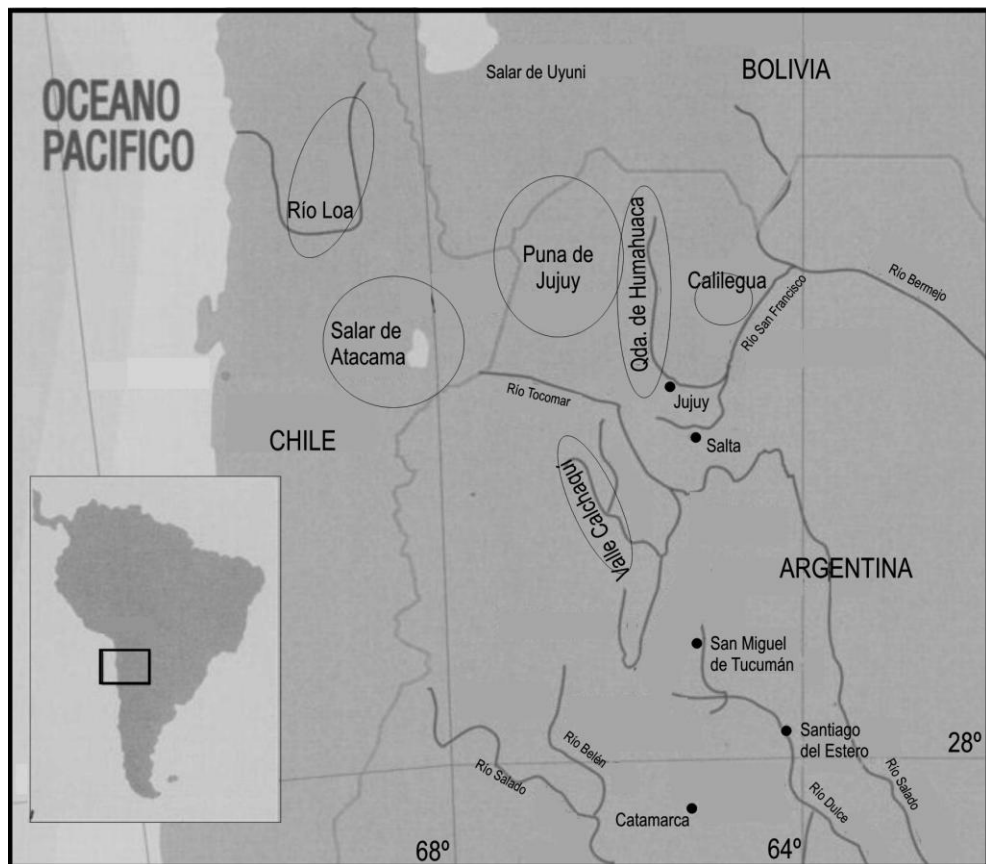 Salar de Uyuni
BOLIVIA
OCEANO
PACIFICO
Río Loa
Puna de
Jujuy
Qda. de Humahuaca
Calilegua
Río San Francisco
Río Bermejo
Salar de
Atacama
Río Tocomar
Jujuy
Salta
CHILE
Valle Calchaquí
ARGENTINA
San Miguel
de Tucumán
Santiago
del Estero
28º
Río Belén
Río Salado
Río Salado
Río Dulce
Catamarca
68º
64º